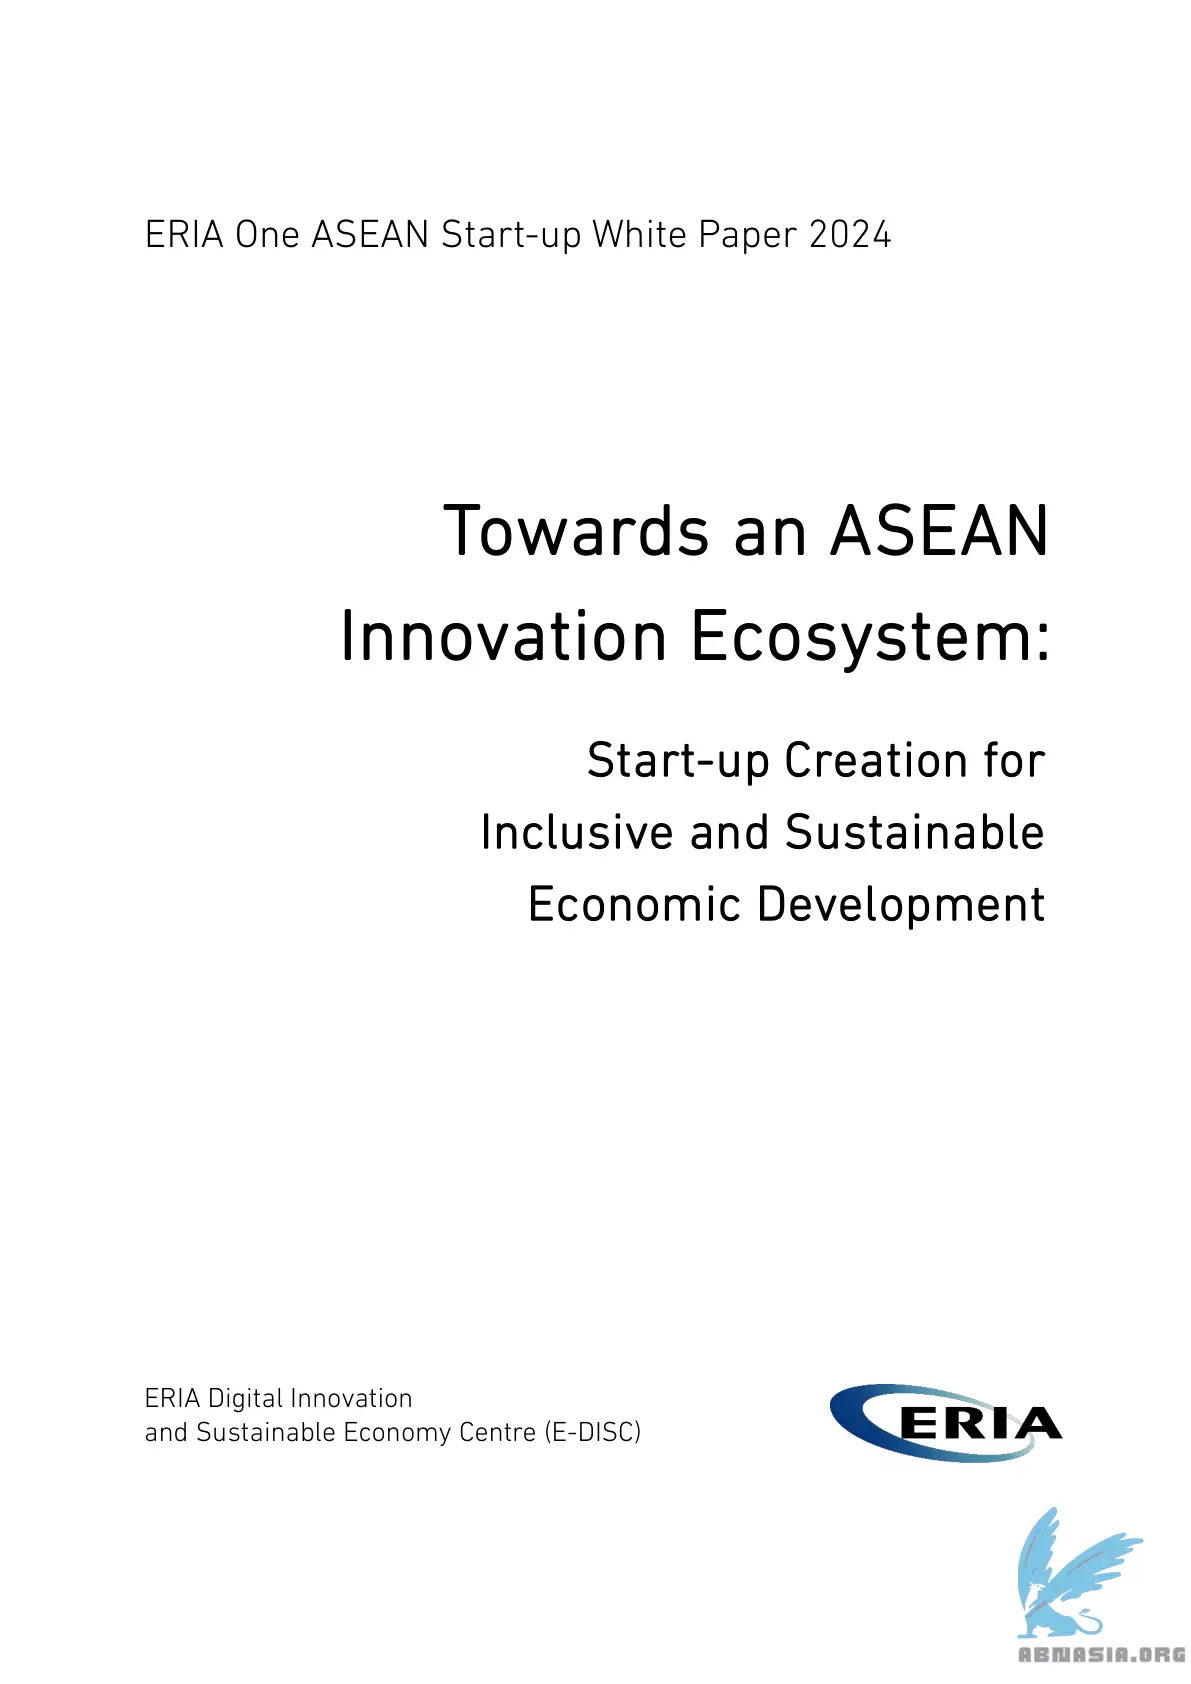 ERIA One ASEAN Start-up White Paper 2024
Towards an ASEAN
Innovation Ecosystem:
Start-up Creation for
Inclusive and Sustainable
Economic Development
ERIA Digital Innovation
and Sustainable Economy Centre (E-DISC)
ERIA
ABNASIA.ORG